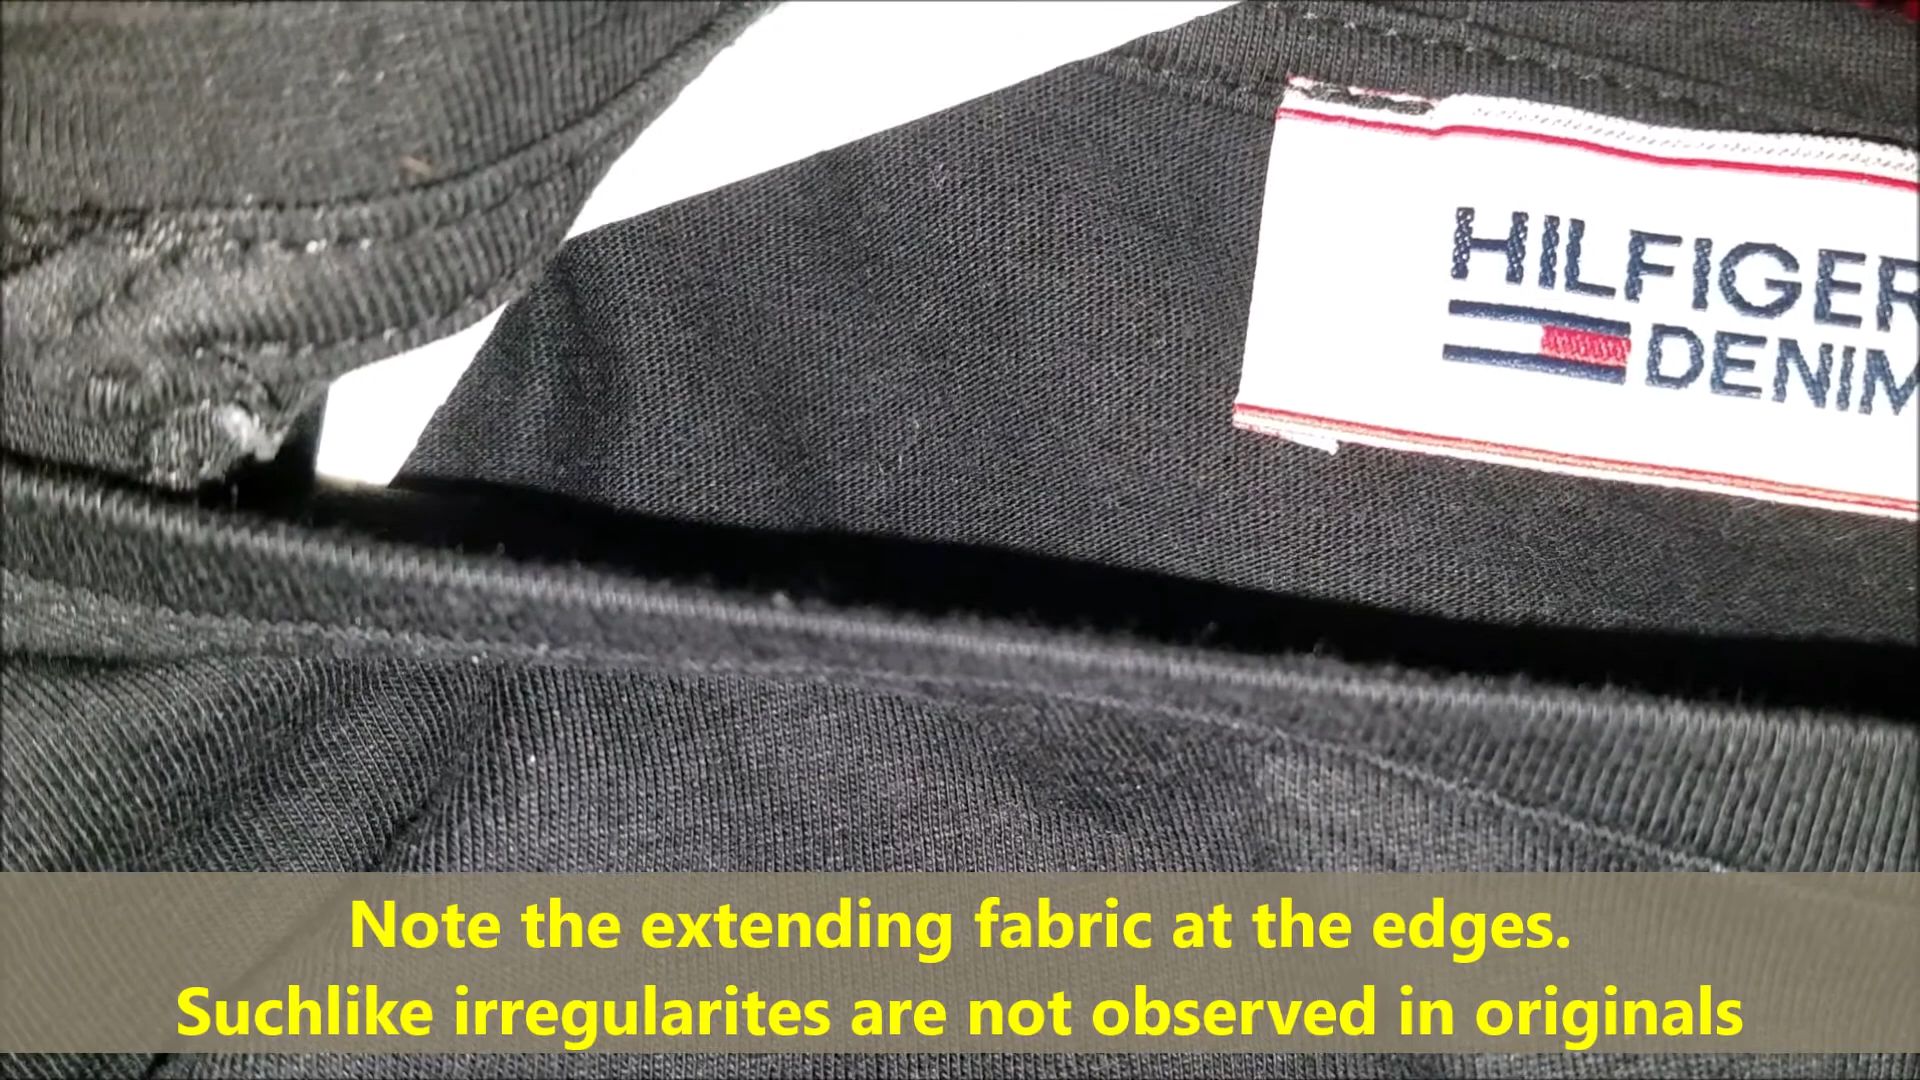 HILFIGER
DENIM
Note the extending fabric at the edges.
Suchlike irregularites are not observed in originals